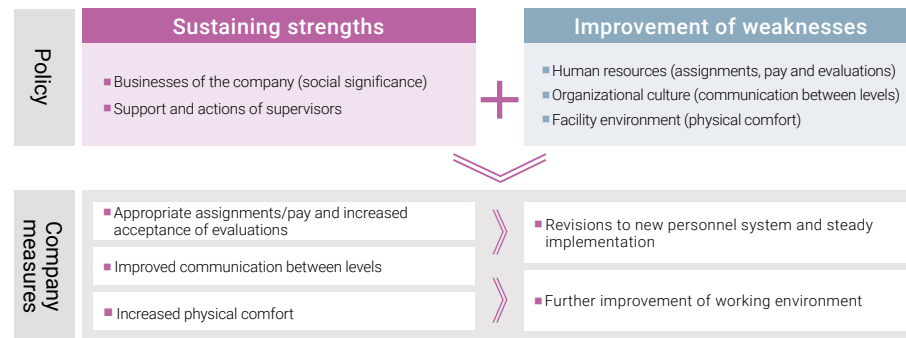 Policy
Sustaining strengths
Businesses of the company (social significance)
Support and actions of supervisors
+
Improvement of weaknesses
Human resources (assignments, pay and evaluations)
Organizational culture (communication between levels)
Facility environment (physical comfort)
Company
measures
Appropriate assignments/pay and increased
acceptance of evaluations
Improved communication between levels
Increased physical comfort
Revisions to new personnel system and steady
implementation
Further improvement of working environment